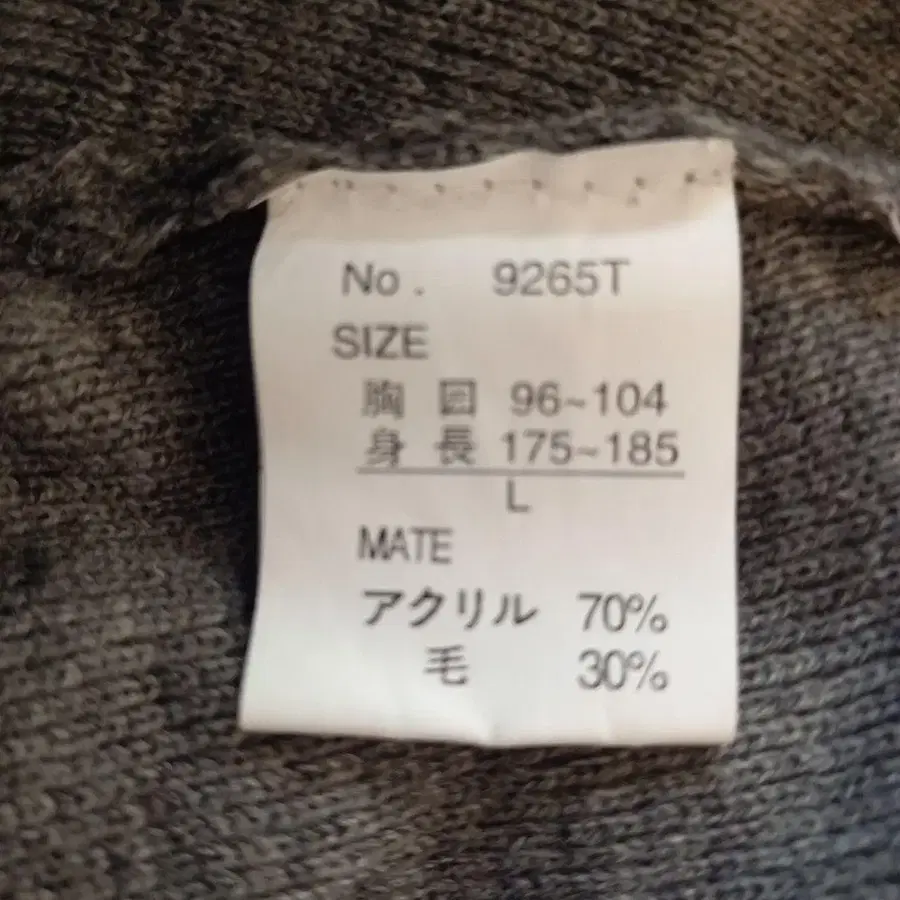 No. 9265T
SIZE
胸囲 96~104
身長 175~185
L
MATE
アクリル 70%
毛 30%